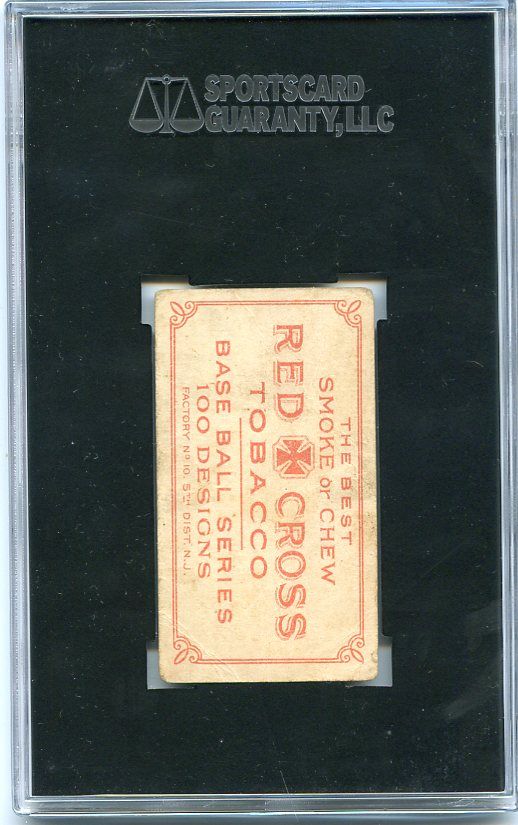 SPORTSCARD
GUARANTY, LLC
THE BEST
SMOKE or CHEW
RED CROSS
TOBACCO
BASE BALL SERIES
100 DESIGNS
FACTORY Nº 10, 5TH DIST. N.J.